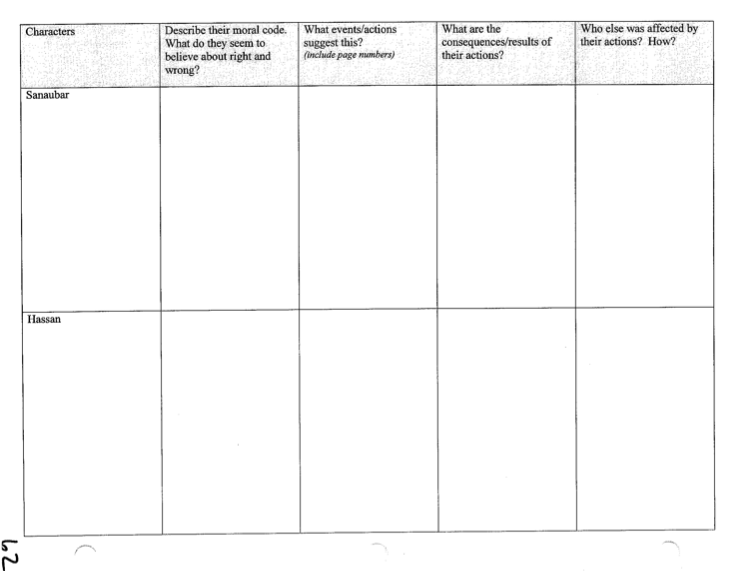 Characters
Describe their moral code.
What do they seem to
believe about right and
wrong?
What events/actions
suggest this?
(include page numbers)
What are the
consequences/results of
their actions?
Who else was affected by
their actions? How?
Sanaubar
Hassan
62